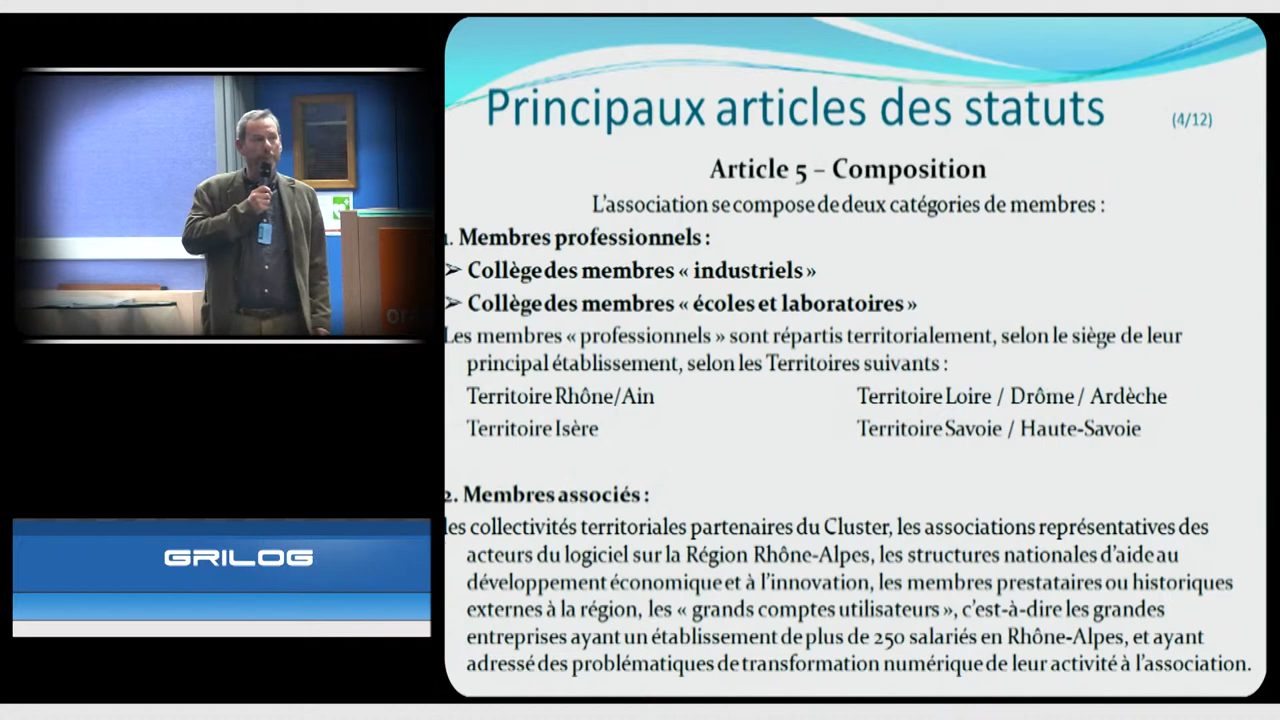 Principaux articles des statuts (4/12)
Article 5 – Composition
L'association se compose de deux catégories de membres :
1. Membres professionnels :
➢ Collège des membres « industriels »
➢ Collège des membres « écoles et laboratoires »
Les membres « professionnels » sont répartis territorialement, selon le siège de leur
principal établissement, selon les Territoires suivants :
Territoire Rhône/Ain Territoire Loire / Drôme / Ardèche
Territoire Isère Territoire Savoie / Haute-Savoie
2. Membres associés :
les collectivités territoriales partenaires du Cluster, les associations représentatives des
acteurs du logiciel sur la Région Rhône-Alpes, les structures nationales d'aide au
développement économique et à l'innovation, les membres prestataires ou historiques
externes à la région, les « grands comptes utilisateurs », c'est-à-dire les grandes
entreprises ayant un établissement de plus de 250 salariés en Rhône-Alpes, et ayant
adressé des problématiques de transformation numérique de leur activité à l'association.
GRILOG